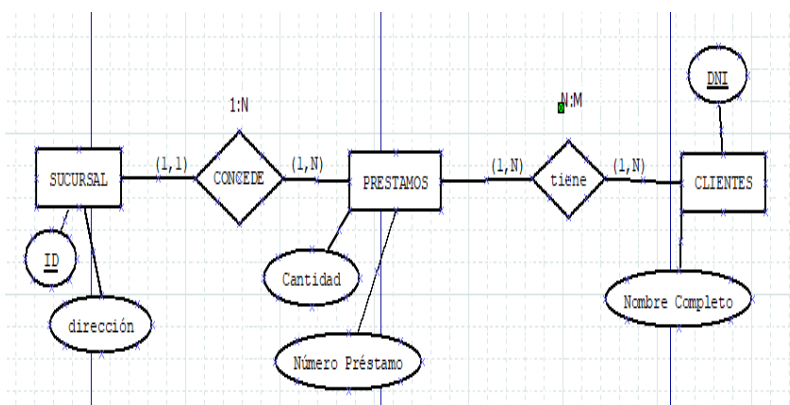 DNI
1:N
N:M
(1,1)
(1,N)
(1,N)
(1,N)
SUCURSAL
CONCEDE
PRESTAMOS
tiene
CLIENTES
ID
Cantidad
Nombre Completo
dirección
Número Préstamo